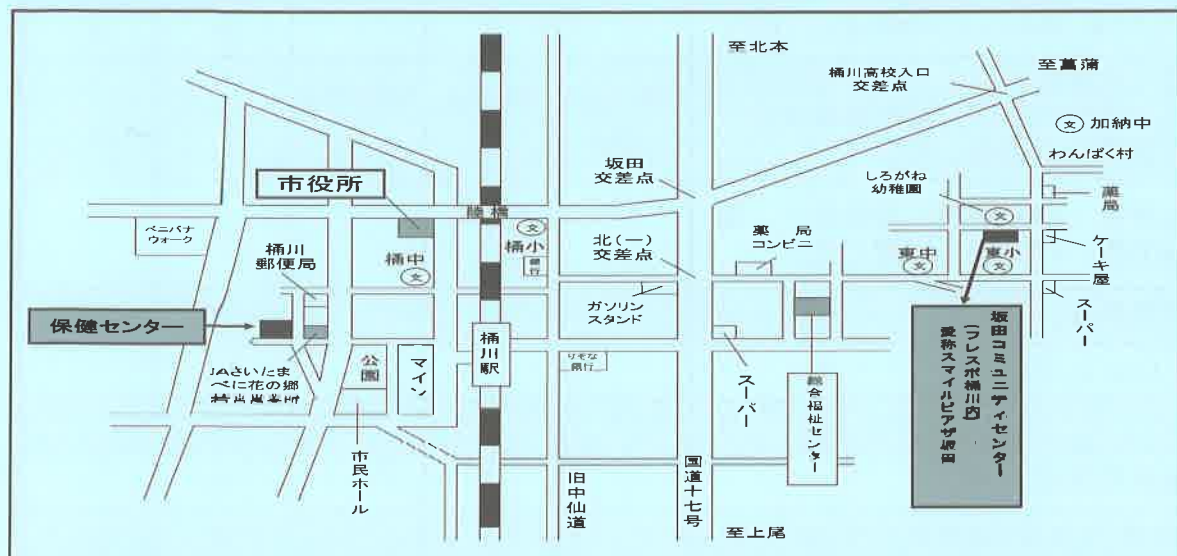 至北本
桶川高校入口
交差点
至菖蒲
文 加納中
わんぱく村
坂田
交差点
しろがね
幼稚園
文
薬局
市役所
陸橋
ベニバナ
ウォーク
文
桶小
銀行
北(一)
交差点
薬局
コンビニ
桶川
郵便局
桶中
文
東中
文
東小
文
ケーキ屋
スーパー
ガソリン
スタンド
保健センター
桶川駅
公園
マイン
りそな
銀行
スーパー
JAさいたま
べに花の郷
総合福祉センター
坂田コミュニティセンター
(フレスポ桶川内)
愛称スマイルピアザ坂田
市民ホール
旧中仙道
国道十七号
至上尾